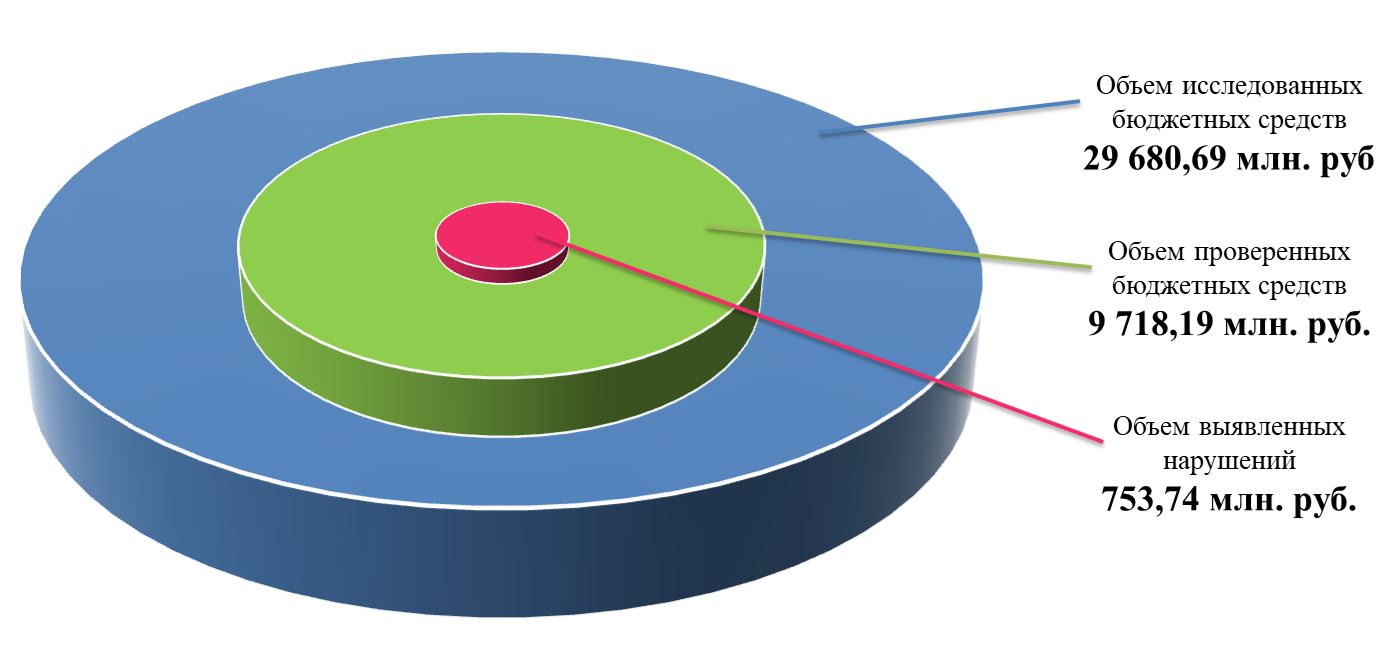 Объем исследованных
бюджетных средств
29 680,69 млн. руб
Объем проверенных
бюджетных средств
9 718,19 млн. руб.
Объем выявленных
нарушений
753,74 млн. руб.